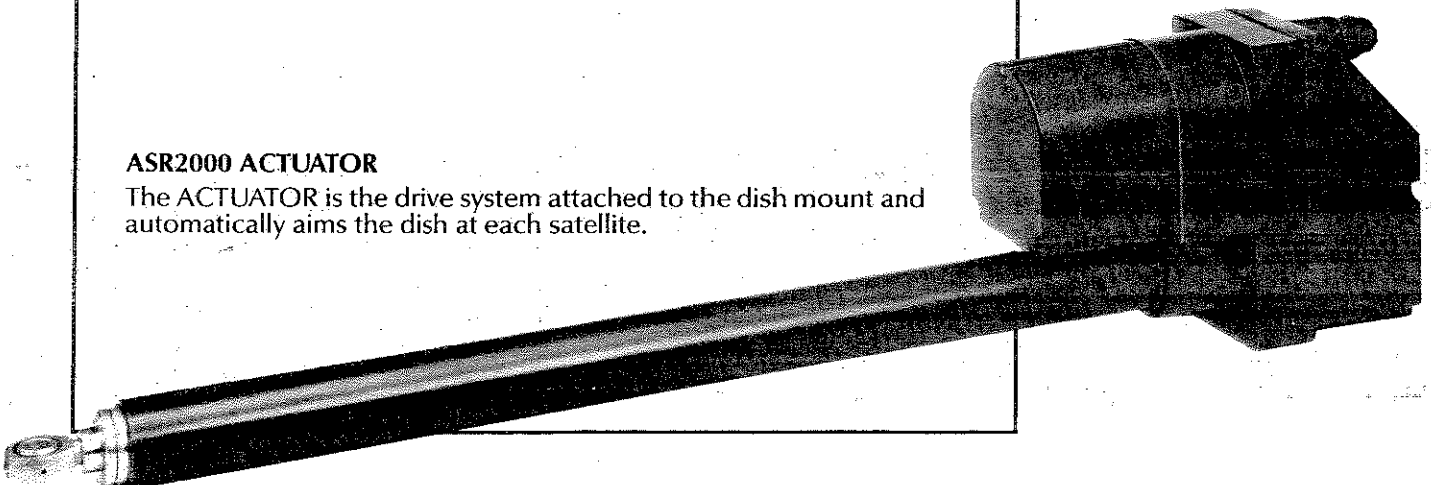 ASR2000 ACTUATOR
The ACTUATOR is the drive system attached to the dish mount and
automatically aims the dish at each satellite.